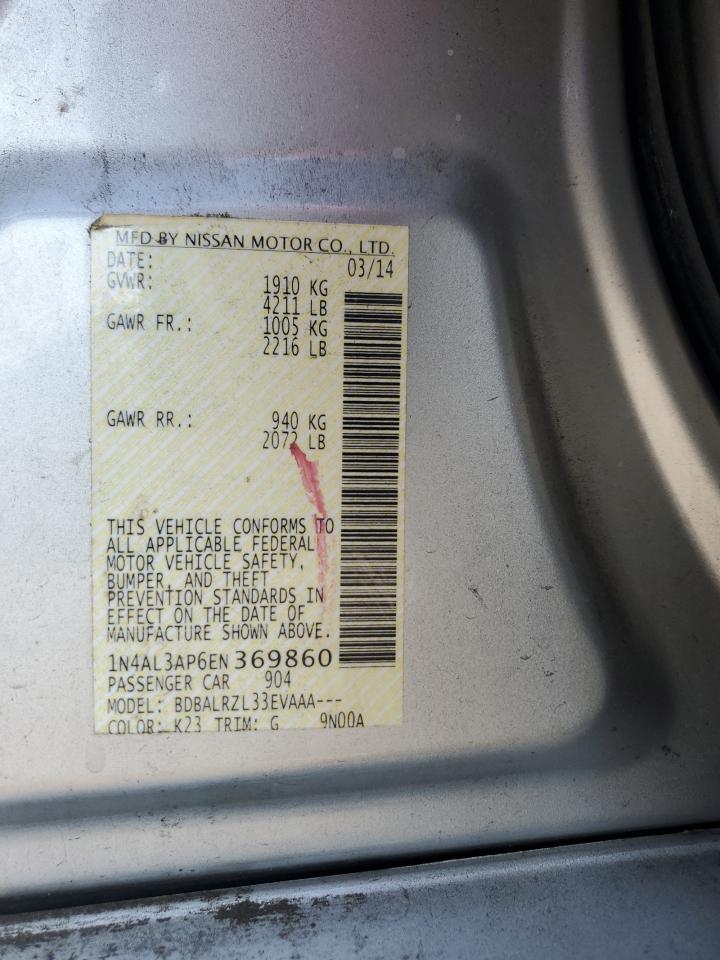 MFD BY NISSAN MOTOR CO., LTD.
DATE: 03/14
GVWR: 1910 KG
4211 LB
GAWR FR.: 1005 KG
2216 LB
GAWR RR.: 940 KG
2072 LB
THIS VEHICLE CONFORMS TO
ALL APPLICABLE FEDERAL
MOTOR VEHICLE SAFETY,
BUMPER, AND THEFT
PREVENTION STANDARDS IN
EFFECT ON THE DATE OF
MANUFACTURE SHOWN ABOVE.
1N4AL3AP6EN 369860
PASSENGER CAR 904
MODEL: BDBALRZL33EVAAA---
COLOR: K23 TRIM: G 9N00A